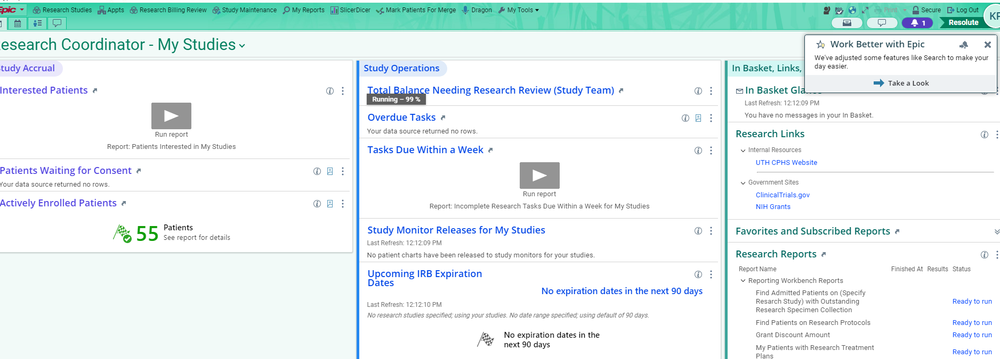 Epic
Research Studies
Appts
Research Billing Review
Study Maintenance
My Reports
SlicerDicer
Mark Patients For Merge
Dragon
My Tools
Print
Secure
Log Out
1
Resolute
esearch Coordinator - My Studies
Work Better with Epic
We've adjusted some features like Search to make your
day easier.
Take a Look
tudy Accrual
Interested Patients
Run report
Report: Patients Interested in My Studies
Patients Waiting for Consent
Your data source returned no rows.
Actively Enrolled Patients
55
Patients
See report for details
Study Operations
Total Balance Needing Research Review (Study Team)
Running – 99 %
Overdue Tasks
Your data source returned no rows.
Tasks Due Within a Week
Run report
Report: Incomplete Research Tasks Due Within a Week for My Studies
Study Monitor Releases for My Studies
Last Refresh: 12:12:09 PM
No patient charts have been released to study monitors for your studies.
Upcoming IRB Expiration
Dates
No expiration dates in the next 90 days
Last Refresh: 12:12:10 PM
No research studies specified; using your studies. No date range specified; using default of 90 days.
No expiration dates in the
next 90 days
In Basket, Links,
In Basket Glance
Last Refresh: 12:12:09 PM
You have no messages in your In Basket.
Research Links
Internal Resources
UTH CPHS Website
Government Sites
ClinicalTrials.gov
NIH Grants
Favorites and Subscribed Reports
Research Reports
Report Name Finished At Results Status
Reporting Workbench Reports
Find Admitted Patients on (Specify
Resarch Study) with Outstanding
Research Specimen Collection
Ready to run
Find Patients on Research Protocols
Ready to run
Grant Discount Amount
Ready to run
My Patients with Research Treatment
Plans
Ready to run